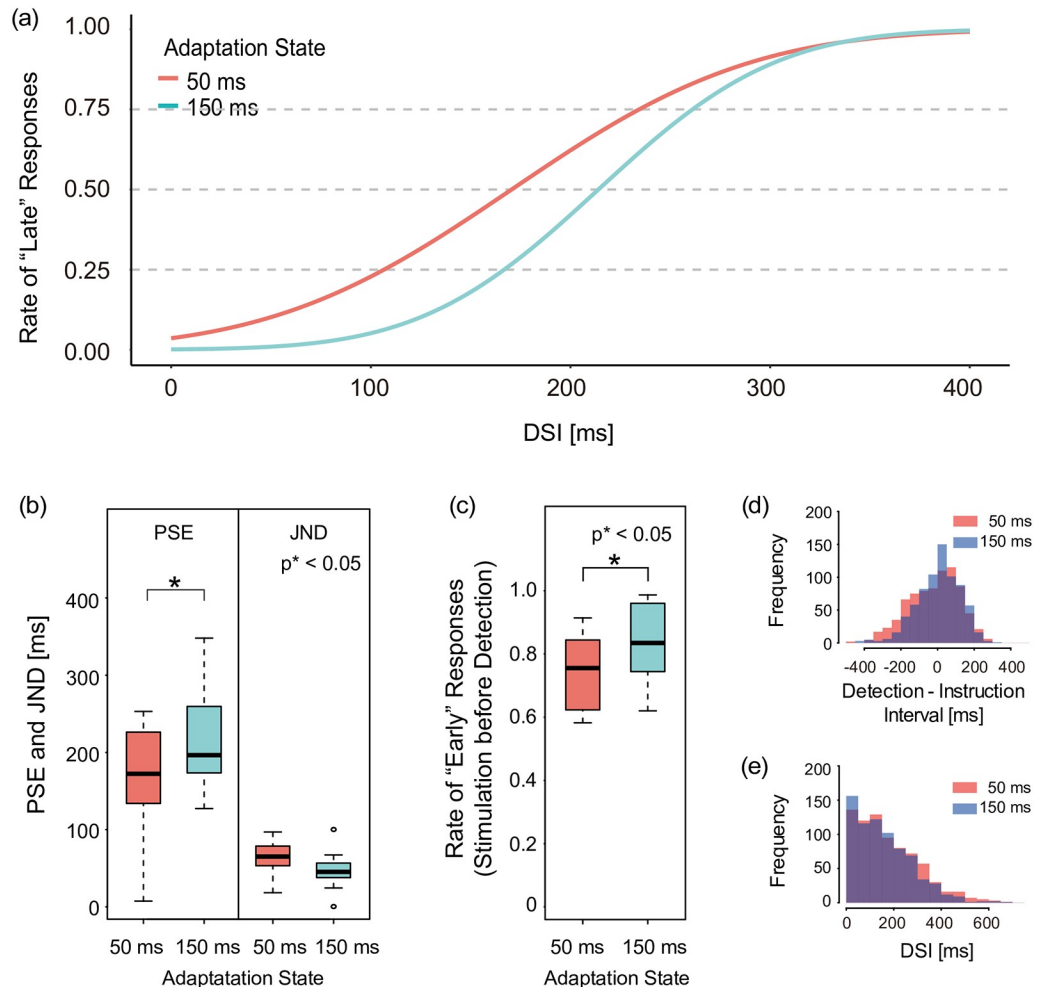 (a)
Rate of “Late” Responses
1.00
0.75
0.50
0.25
0.00
Adaptation State
50 ms
150 ms
0 100 200 300 400
DSI [ms]
(b)
PSE and JND [ms]
400
300
200
100
0
PSE
*
JND
p* < 0.05
50 ms 150 ms 50 ms 150 ms
Adaptatation State
(c)
Rate of “Early” Responses
(Stimulation before Detection)
1.0
0.8
0.6
0.4
0.2
0
p* < 0.05
*
50 ms 150 ms
Adaptation State
(d)
Frequency
200
150
100
50
0
50 ms
150 ms
-400 -200 0 200 400
Detection - Instruction
Interval [ms]
(e)
Frequency
200
150
100
50
0
50 ms
150 ms
0 200 400 600
DSI [ms]